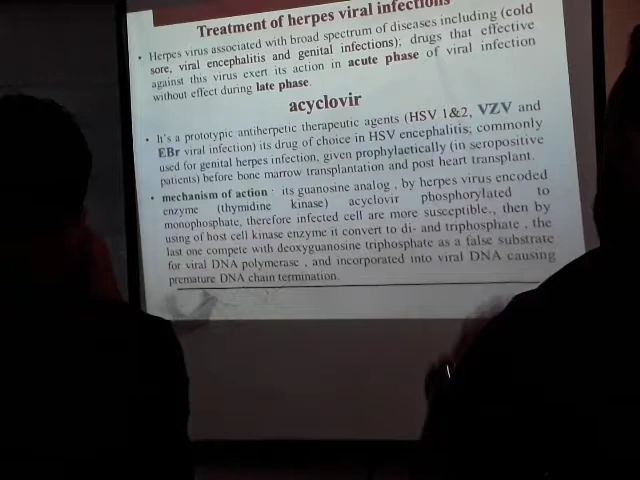 Treatment of herpes viral infections
• Herpes virus associated with broad spectrum of diseases including (cold
sore, viral encephalitis and genital infections); drugs that effective
against this virus exert its action in acute phase of viral infection
without effect during late phase.
acyclovir
• It's a prototypic antiherpetic therapeutic agents (HSV 1&2, VZV and
EBr viral infection) its drug of choice in HSV encephalitis; commonly
used for genital herpes infection, given prophylactically (in seropositive
patients) before bone marrow transplantation and post heart transplant.
• mechanism of action : its guanosine analog , by herpes virus encoded
enzyme (thymidine kinase) acyclovir phosphorylated to
monophosphate, therefore infected cell are more susceptible., then by
using of host cell kinase enzyme it convert to di- and triphosphate , the
last one compete with deoxyguanosine triphosphate as a false substrate
for viral DNA polymerase , and incorporated into viral DNA causing
premature DNA chain termination.